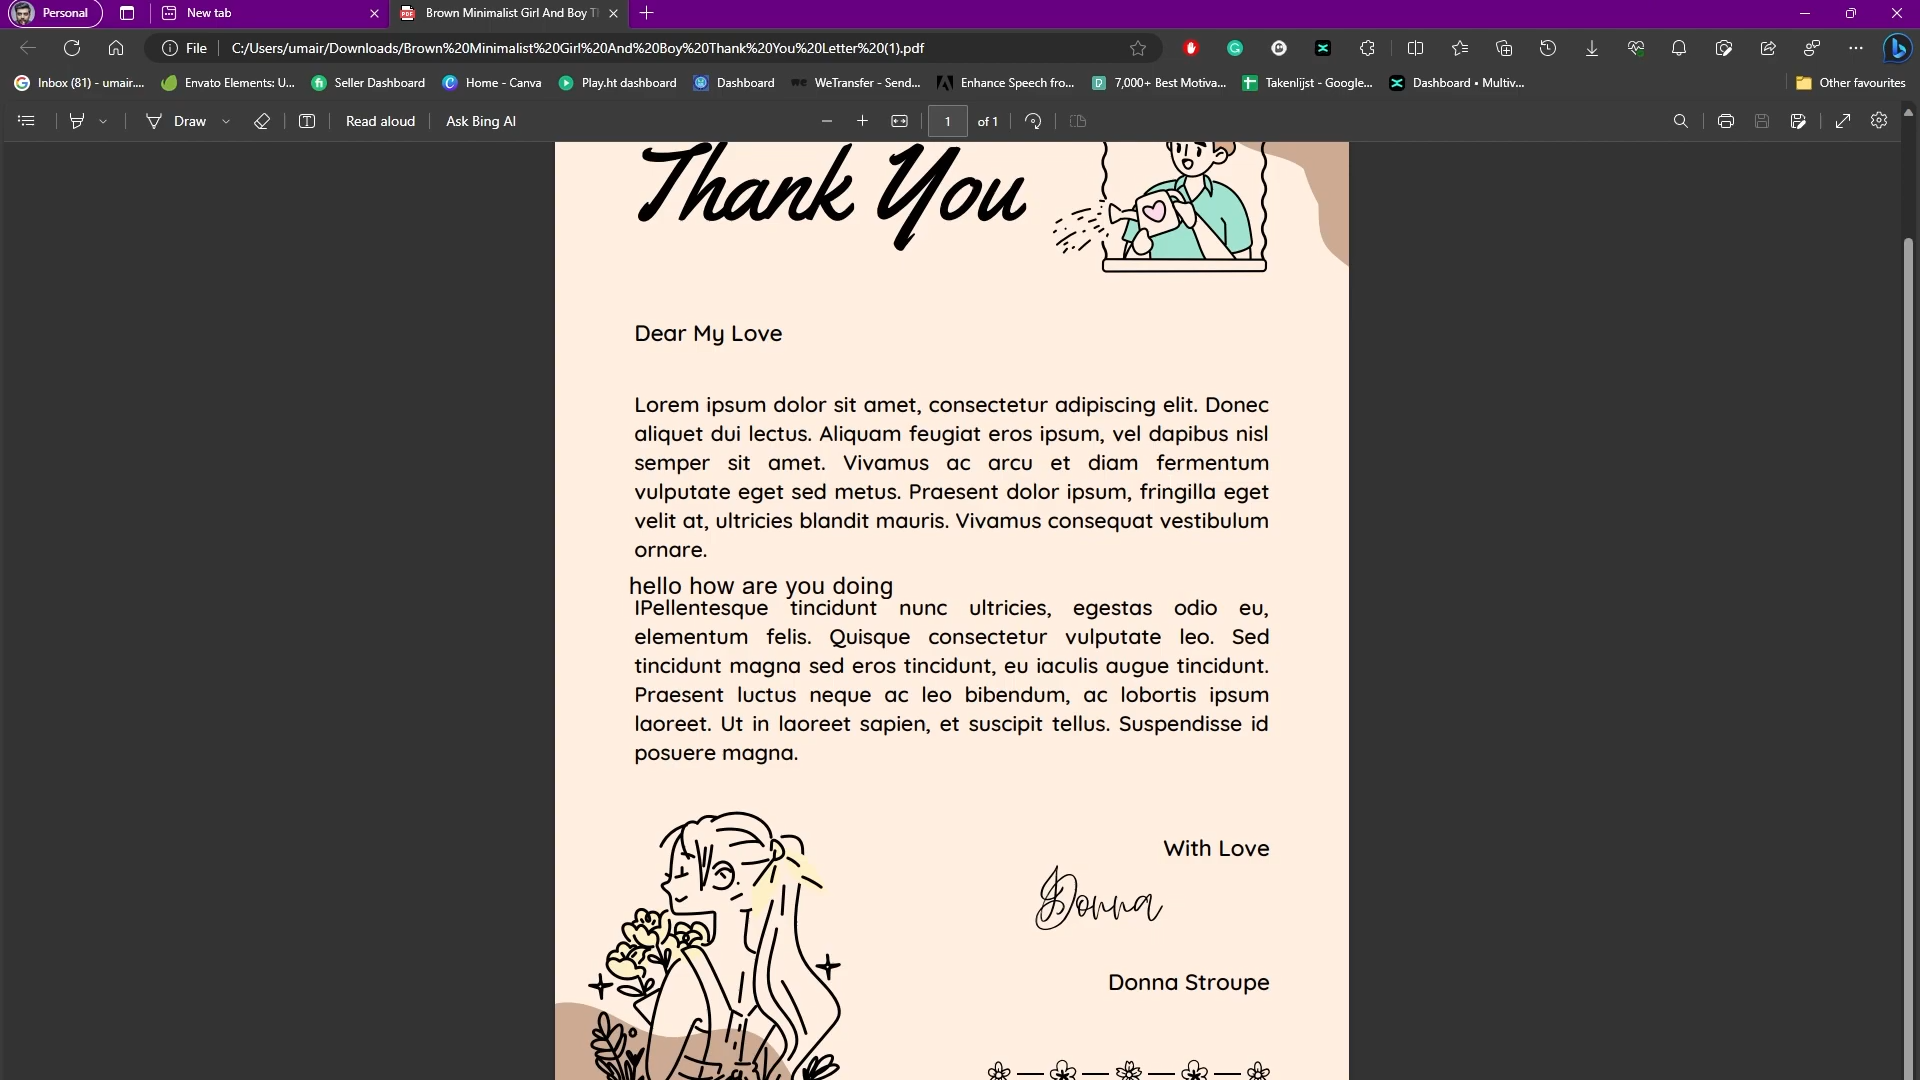 Personal
New tab
Brown Minimalist Girl And Boy T
File
C:/Users/umair/Downloads/Brown%20Minimalist%20Girl%20And%20Boy%20Thank%20You%20Letter%20(1).pdf
Inbox (81) - umair....
Envato Elements: U...
Seller Dashboard
Home - Canva
Play.ht dashboard
Dashboard
WeTransfer - Send...
Enhance Speech fro...
7,000+ Best Motiva...
Takenlijst - Google...
Dashboard • Multiv...
Other favourites
Draw
Read aloud
Ask Bing AI
1 of 1
Thank You
Dear My Love
Lorem ipsum dolor sit amet, consectetur adipiscing elit. Donec
aliquet dui lectus. Aliquam feugiat eros ipsum, vel dapibus nisl
semper sit amet. Vivamus ac arcu et diam fermentum
vulputate eget sed metus. Praesent dolor ipsum, fringilla eget
velit at, ultricies blandit mauris. Vivamus consequat vestibulum
ornare.
hello how are you doing
IPellentesque tincidunt nunc ultricies, egestas odio eu,
elementum felis. Quisque consectetur vulputate leo. Sed
tincidunt magna sed eros tincidunt, eu iaculis augue tincidunt.
Praesent luctus neque ac leo bibendum, ac lobortis ipsum
laoreet. Ut in laoreet sapien, et suscipit tellus. Suspendisse id
posuere magna.
With Love
Donna
Donna Stroupe